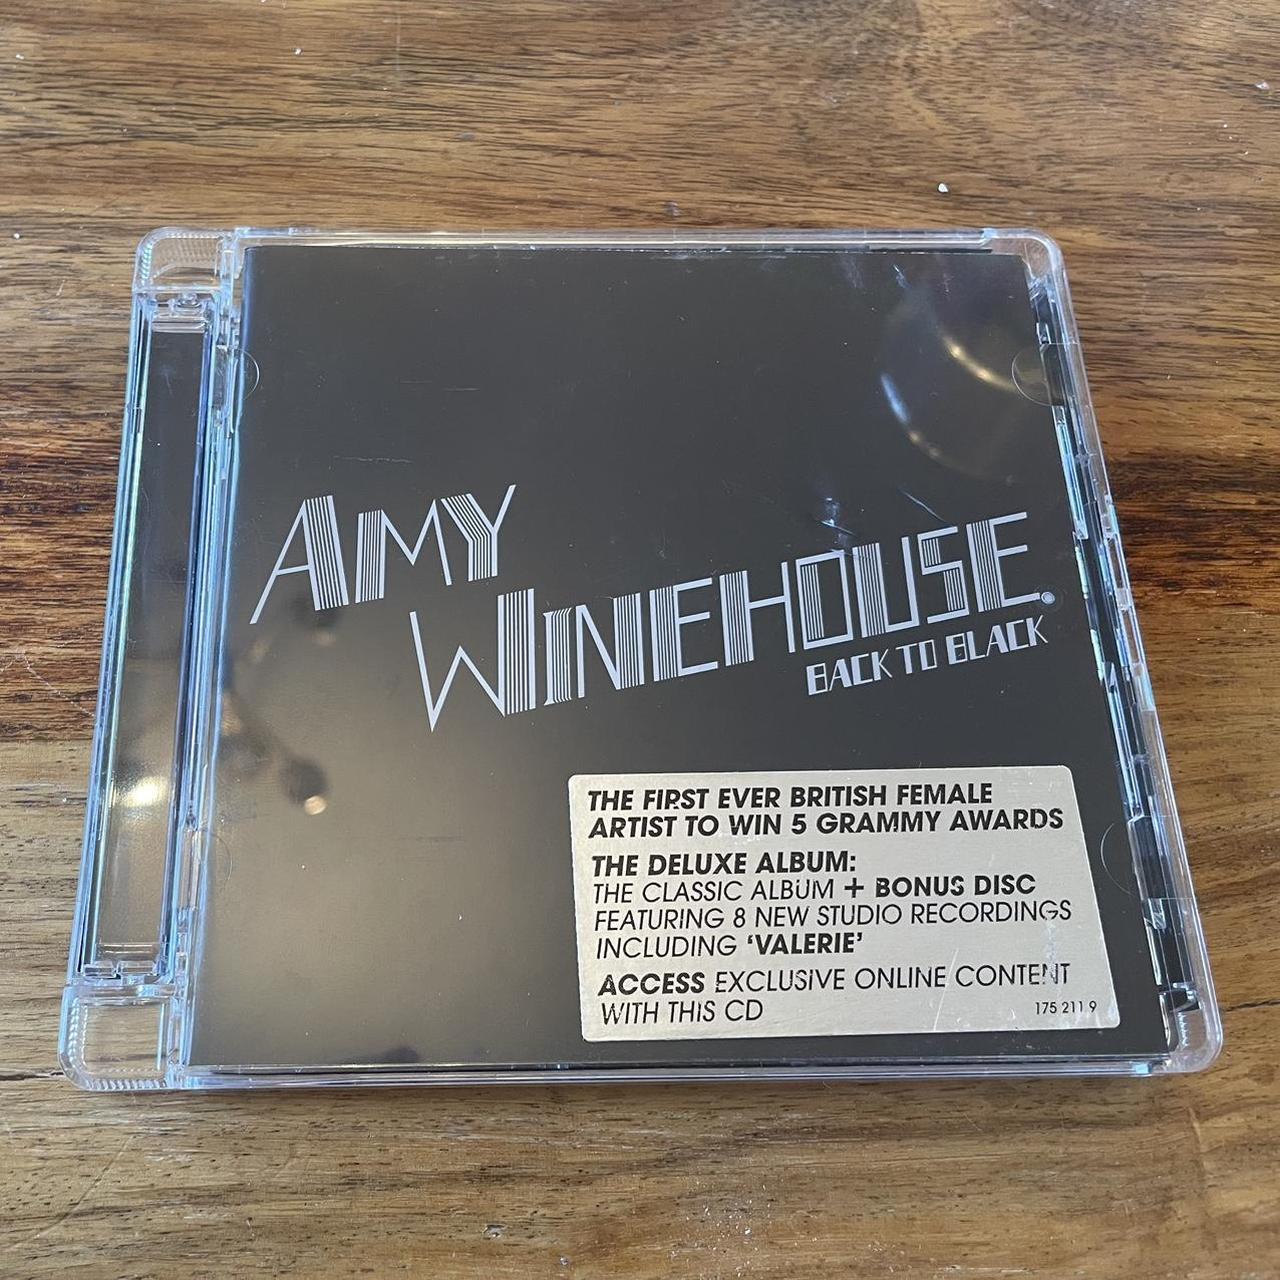 AMY
WINEHOUSE.
BACK TO BLACK
THE FIRST EVER BRITISH FEMALE
ARTIST TO WIN 5 GRAMMY AWARDS
THE DELUXE ALBUM:
THE CLASSIC ALBUM + BONUS DISC
FEATURING 8 NEW STUDIO RECORDINGS
INCLUDING ‘VALERIE’
ACCESS EXCLUSIVE ONLINE CONTENT
WITH THIS CD
175 211 9